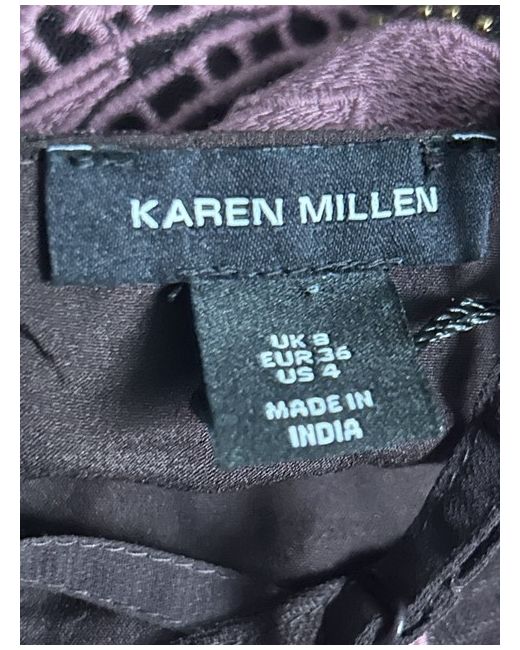 KAREN MILLEN
UK 8
EUR 36
US 4
MADE IN
INDIA